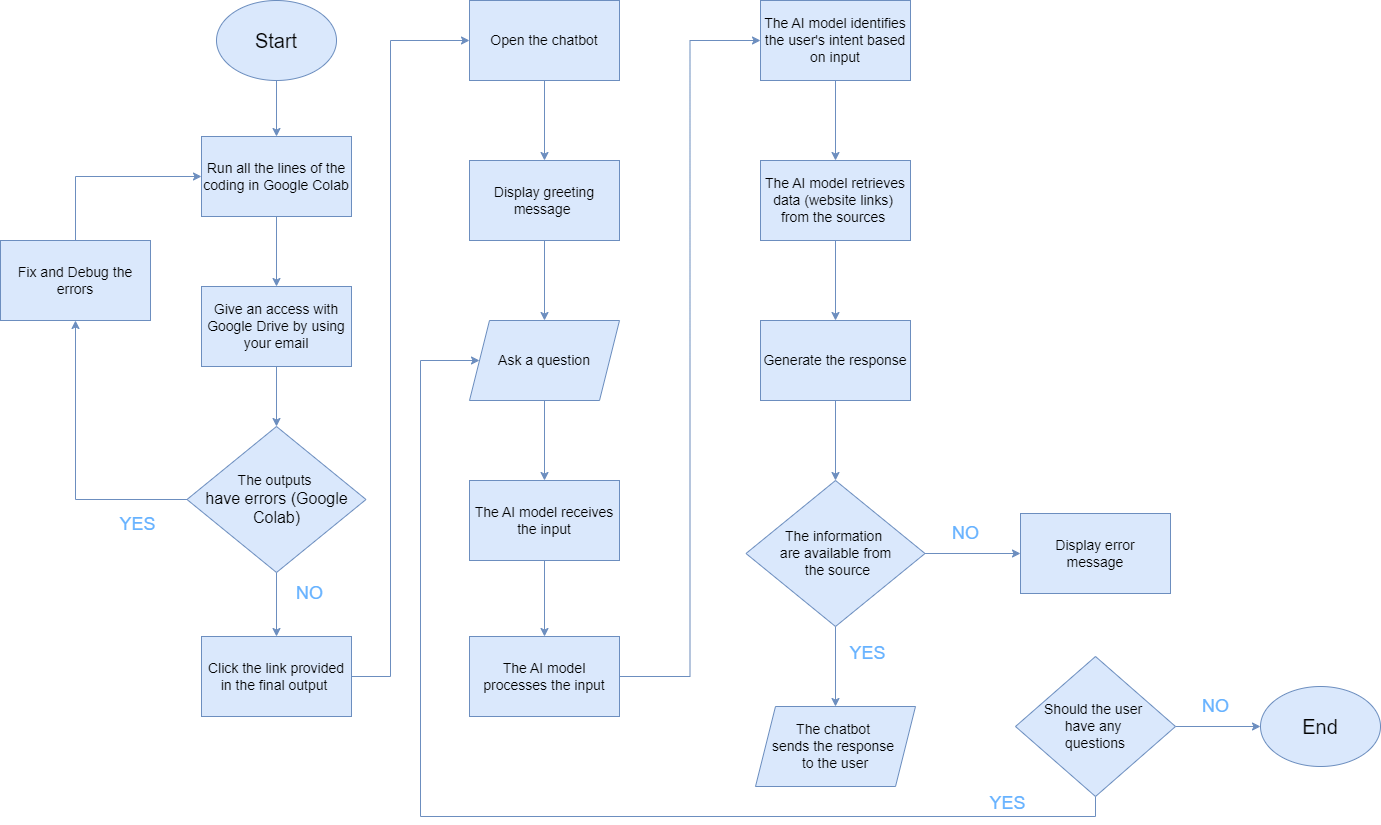 Start
Run all the lines of the
coding in Google Colab
Fix and Debug the
errors
Give an access with
Google Drive by using
your email
The outputs
have errors (Google
Colab)
YES
NO
Click the link provided
in the final output
Open the chatbot
Display greeting
message
Ask a question
The AI model receives
the input
The AI model
processes the input
The AI model identifies
the user's intent based
on input
The AI model retrieves
data (website links)
from the sources
Generate the response
The information
are available from
the source
NO
Display error
message
YES
The chatbot
sends the response
to the user
Should the user
have any
questions
NO
End
YES